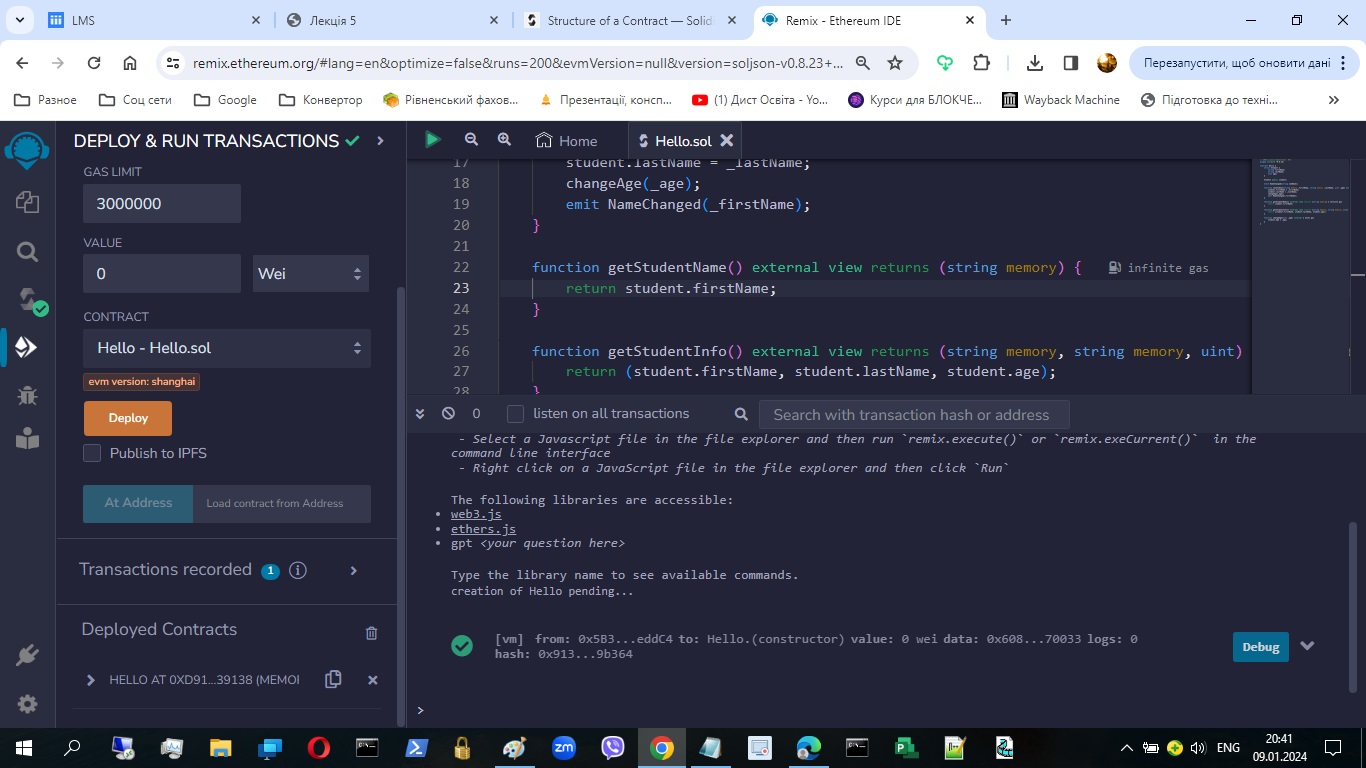 LMS
Лекція 5
Structure of a Contract — Solid
Remix - Ethereum IDE
remix.ethereum.org/#lang=en&optimize=false&runs=200&evmVersion=null&version=soljson-v0.8.23+...
Перезапустити, щоб оновити дані
Разное
Соц сети
Google
Конвертор
Рівненський фахов...
Презентації, консп...
(1) Дист Освіта - Yo...
Курси для БЛОКЧЕ...
Wayback Machine
Підготовка до техні...
DEPLOY & RUN TRANSACTIONS
GAS LIMIT
3000000
VALUE
0
Wei
CONTRACT
Hello - Hello.sol
evm version: shanghai
Deploy
Publish to IPFS
At Address
Load contract from Address
Transactions recorded 1
Deployed Contracts
HELLO AT 0XD91...39138 (MEMOI
Home
Hello.sol
17 student.lastName = _lastName;
18 changeAge(_age);
19 emit NameChanged(_firstName);
20 }
21
22 function getStudentName() external view returns (string memory) { infinite gas
23 return student.firstName;
24 }
25
26 function getStudentInfo() external view returns (string memory, string memory, uint)
27 return (student.firstName, student.lastName, student.age);
28 }
0
listen on all transactions
Search with transaction hash or address
- Select a Javascript file in the file explorer and then run `remix.execute()` or `remix.exeCurrent()` in the
command line interface
- Right click on a JavaScript file in the file explorer and then click `Run`
The following libraries are accessible:
• web3.js
• ethers.js
• gpt <your question here>
Type the library name to see available commands.
creation of Hello pending...
[vm] from: 0x5B3...eddC4 to: Hello.(constructor) value: 0 wei data: 0x608...70033 logs: 0
hash: 0x913...9b364
Debug
>
zm
ENG
20:41
09.01.2024